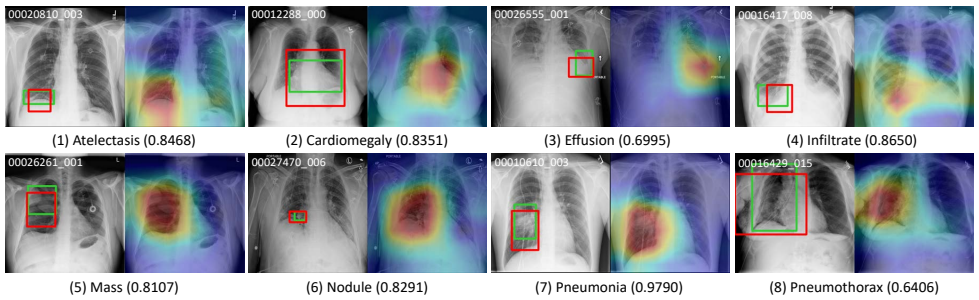 00020810_003
00012288_000
00026555_001
00016417_008
PORTABLE
(1) Atelectasis (0.8468)
(2) Cardiomegaly (0.8351)
(3) Effusion (0.6995)
(4) Infiltrate (0.8650)
00026261_001
00027470_006
00010610_003
00016429_015
(5) Mass (0.8107)
(6) Nodule (0.8291)
(7) Pneumonia (0.9790)
(8) Pneumothorax (0.6406)